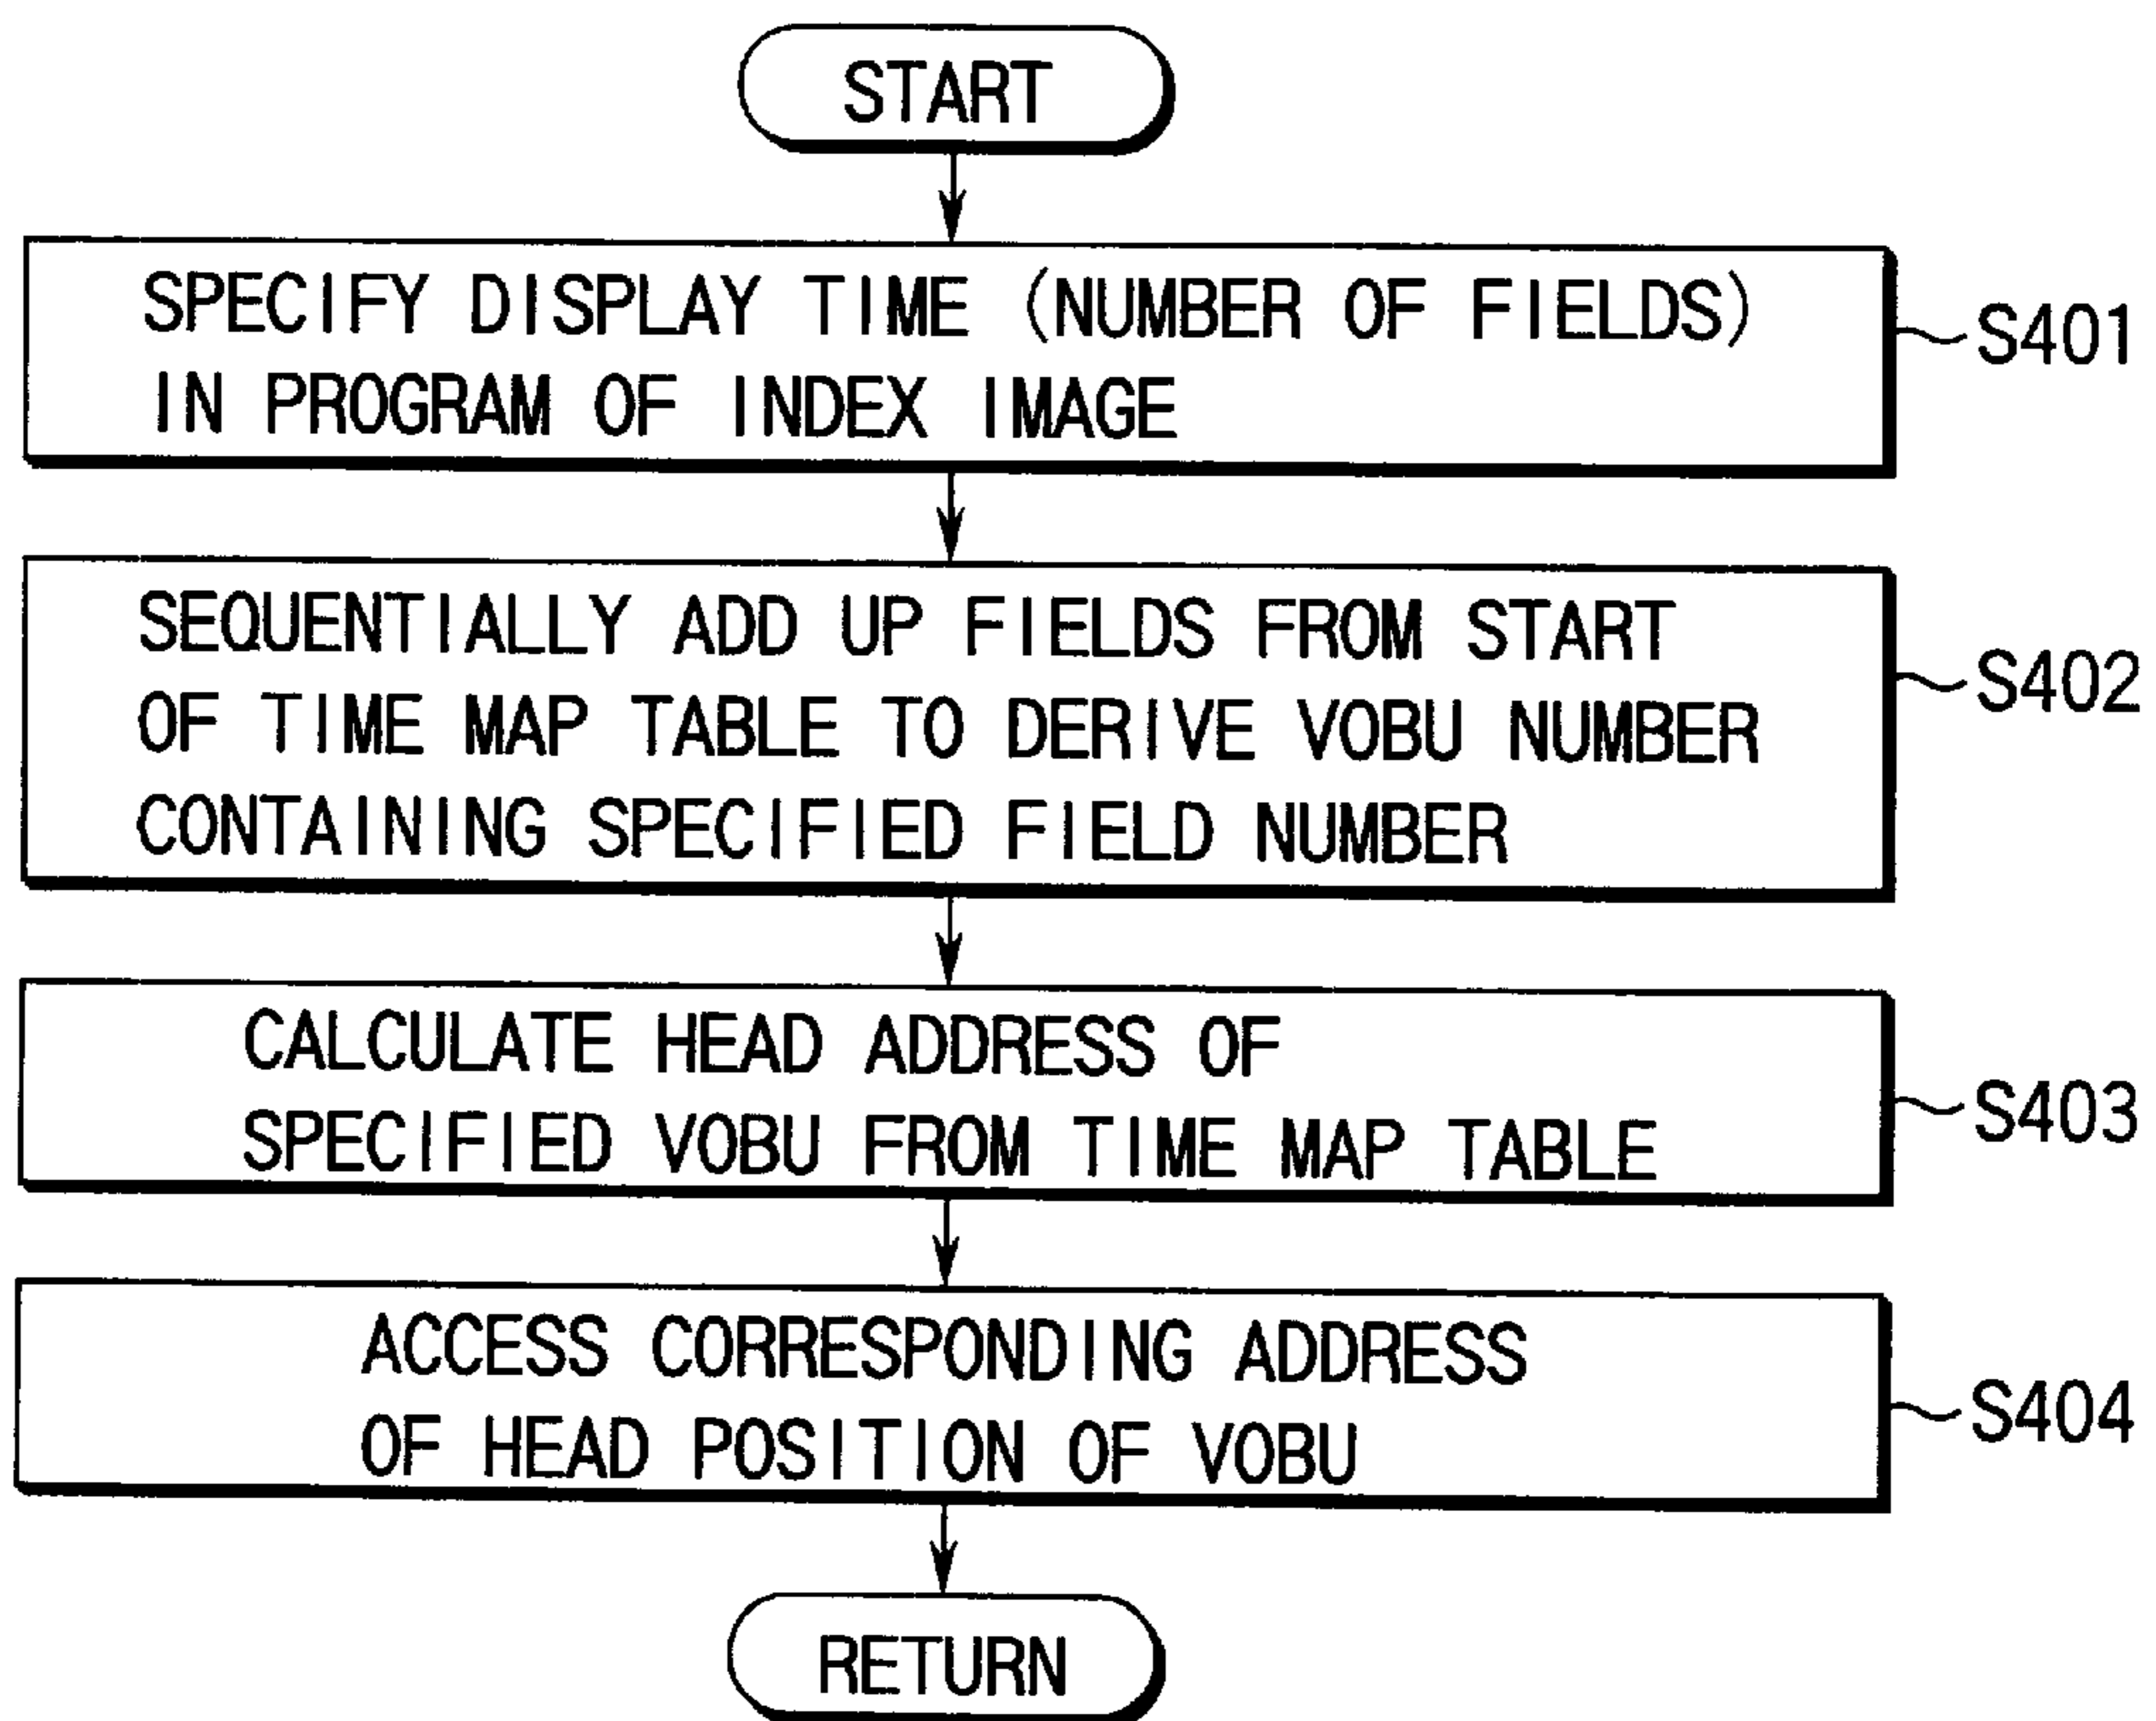 START
SPECIFY DISPLAY TIME (NUMBER OF FIELDS)
IN PROGRAM OF INDEX IMAGE
S401
SEQUENTIALLY ADD UP FIELDS FROM START
OF TIME MAP TABLE TO DERIVE VOBU NUMBER
CONTAINING SPECIFIED FIELD NUMBER
S402
CALCULATE HEAD ADDRESS OF
SPECIFIED VOBU FROM TIME MAP TABLE
S403
ACCESS CORRESPONDING ADDRESS
OF HEAD POSITION OF VOBU
S404
RETURN